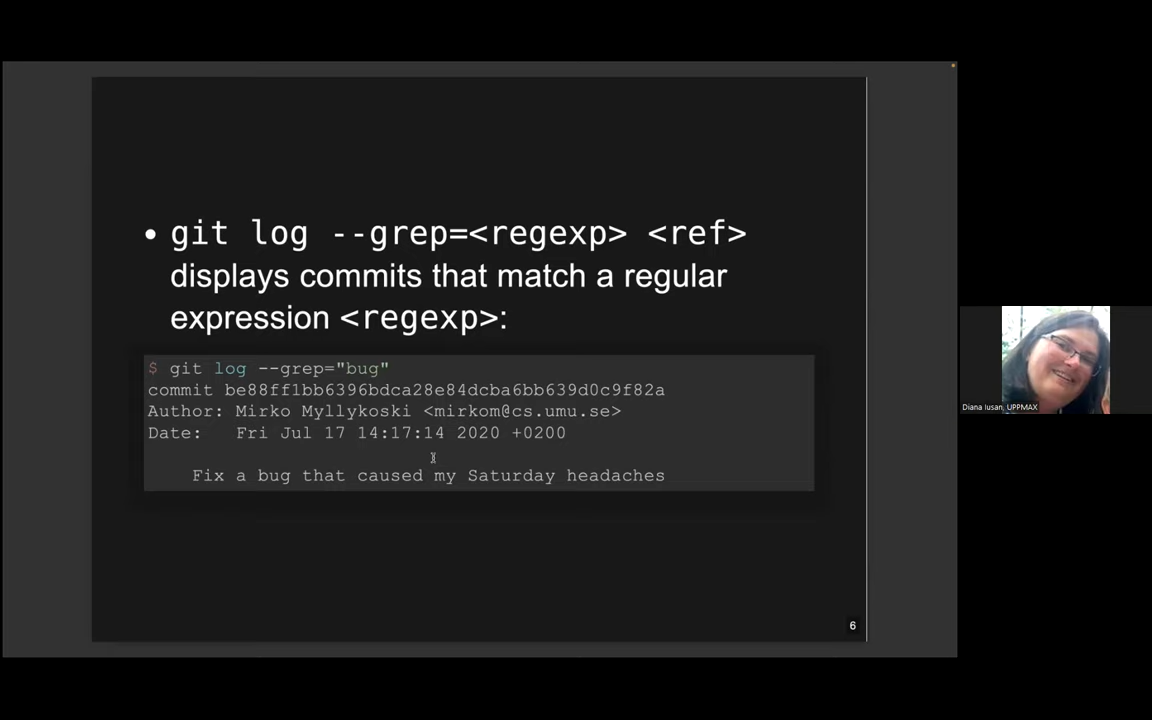 • git log --grep=<regexp> <ref>
displays commits that match a regular
expression <regexp>:
$ git log --grep="bug"
commit be88ff1bb6396bdca28e84dcba6bb639d0c9f82a
Author: Mirko Myllykoski <mirkom@cs.umu.se>
Date:   Fri Jul 17 14:17:14 2020 +0200
Fix a bug that caused my Saturday headaches
6
Diana Iusan, UPPMAX